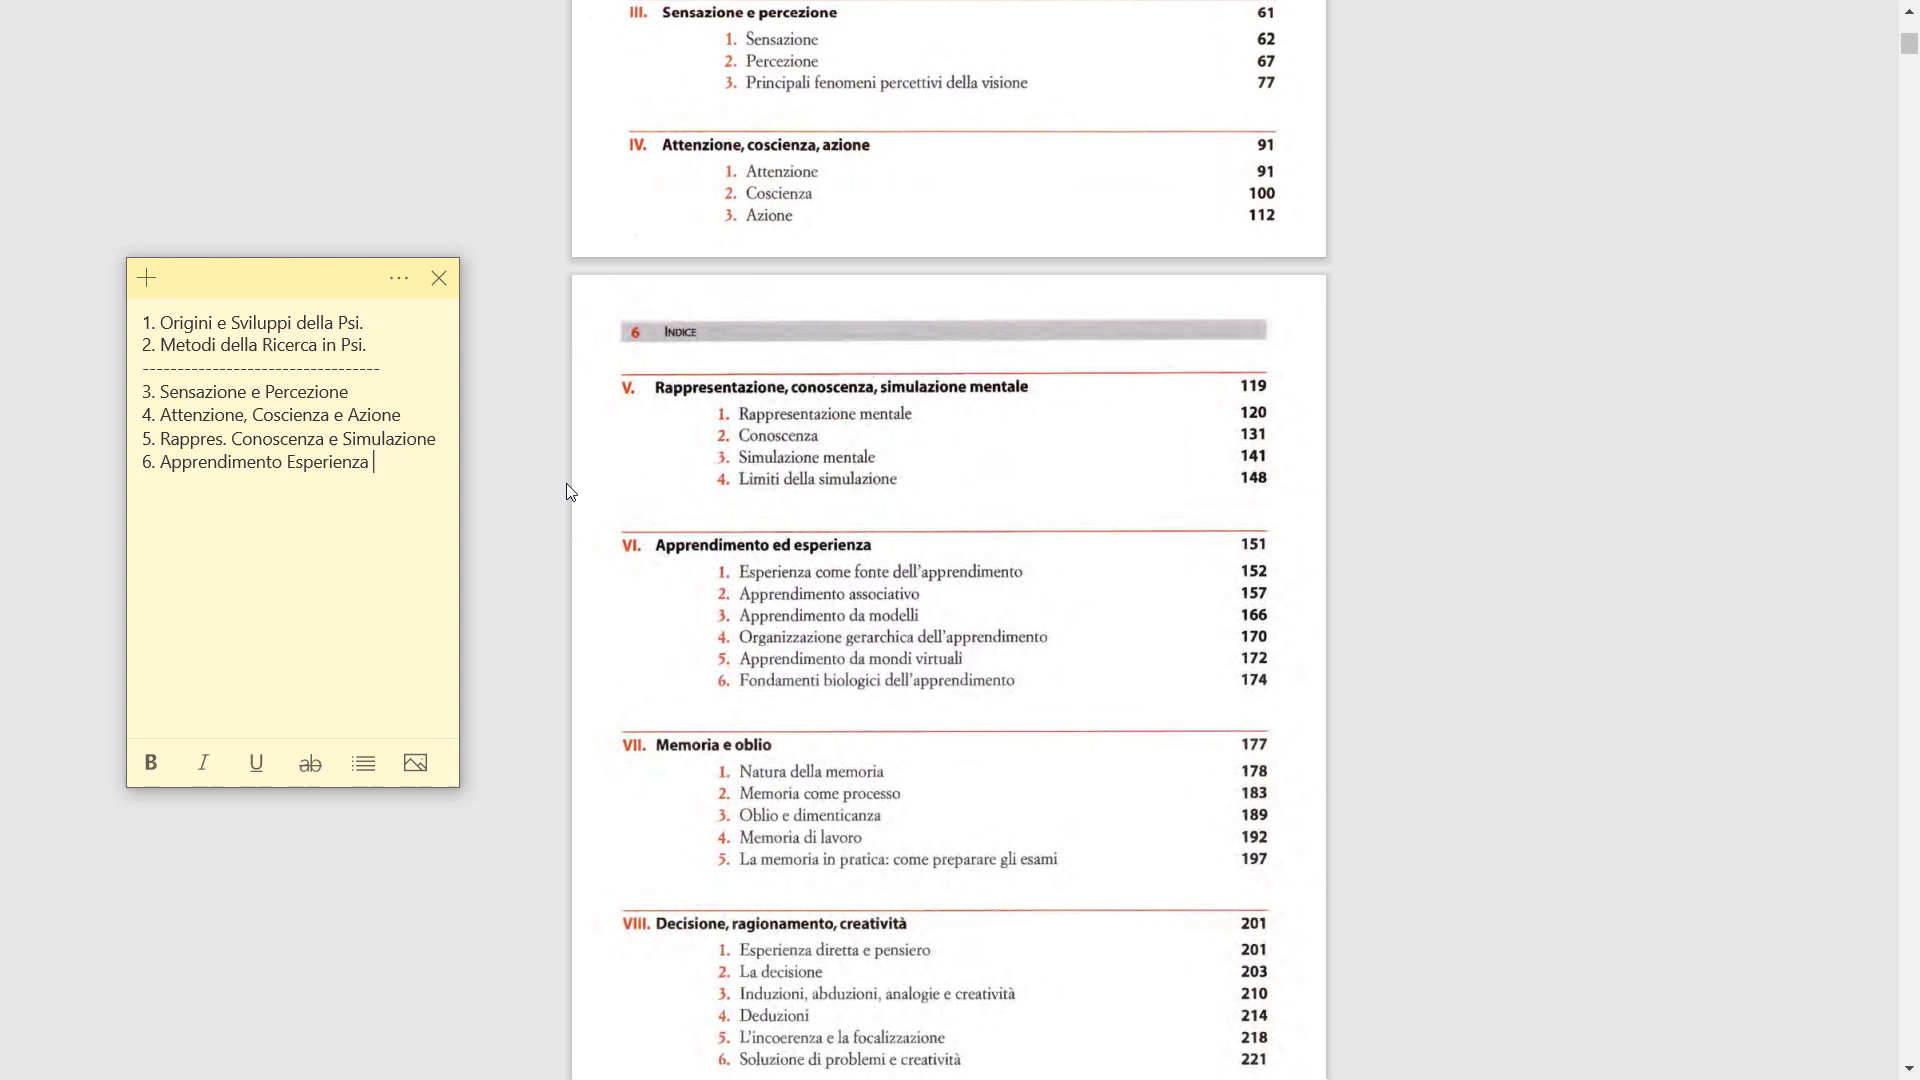 III. Sensazione e percezione 61
1. Sensazione 62
2. Percezione 67
3. Principali fenomeni percettivi della visione 77
IV. Attenzione, coscienza, azione 91
1. Attenzione 91
2. Coscienza 100
3. Azione 112
1. Origini e Sviluppi della Psi.
2. Metodi della Ricerca in Psi.
----------------------------------
3. Sensazione e Percezione
4. Attenzione, Coscienza e Azione
5. Rappres. Conoscenza e Simulazione
6. Apprendimento Esperienza
B I U ab
6 INDICE
V. Rappresentazione, conoscenza, simulazione mentale 119
1. Rappresentazione mentale 120
2. Conoscenza 131
3. Simulazione mentale 141
4. Limiti della simulazione 148
VI. Apprendimento ed esperienza 151
1. Esperienza come fonte dell'apprendimento 152
2. Apprendimento associativo 157
3. Apprendimento da modelli 166
4. Organizzazione gerarchica dell'apprendimento 170
5. Apprendimento da mondi virtuali 172
6. Fondamenti biologici dell'apprendimento 174
VII. Memoria e oblio 177
1. Natura della memoria 178
2. Memoria come processo 183
3. Oblio e dimenticanza 189
4. Memoria di lavoro 192
5. La memoria in pratica: come preparare gli esami 197
VIII. Decisione, ragionamento, creatività 201
1. Esperienza diretta e pensiero 201
2. La decisione 203
3. Induzioni, abduzioni, analogie e creatività 210
4. Deduzioni 214
5. L'incoerenza e la focalizzazione 218
6. Soluzione di problemi e creatività 221